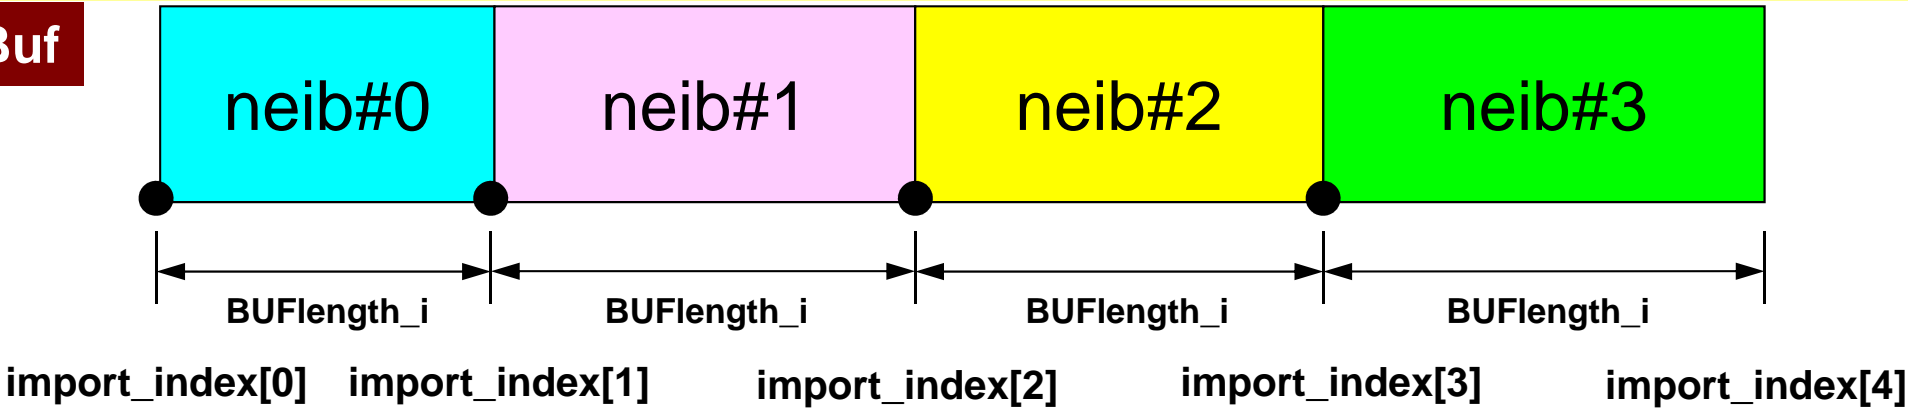 Buf
neib#0 neib#1 neib#2 neib#3
BUFlength_i BUFlength_i BUFlength_i BUFlength_i
import_index[0] import_index[1] import_index[2] import_index[3] import_index[4]